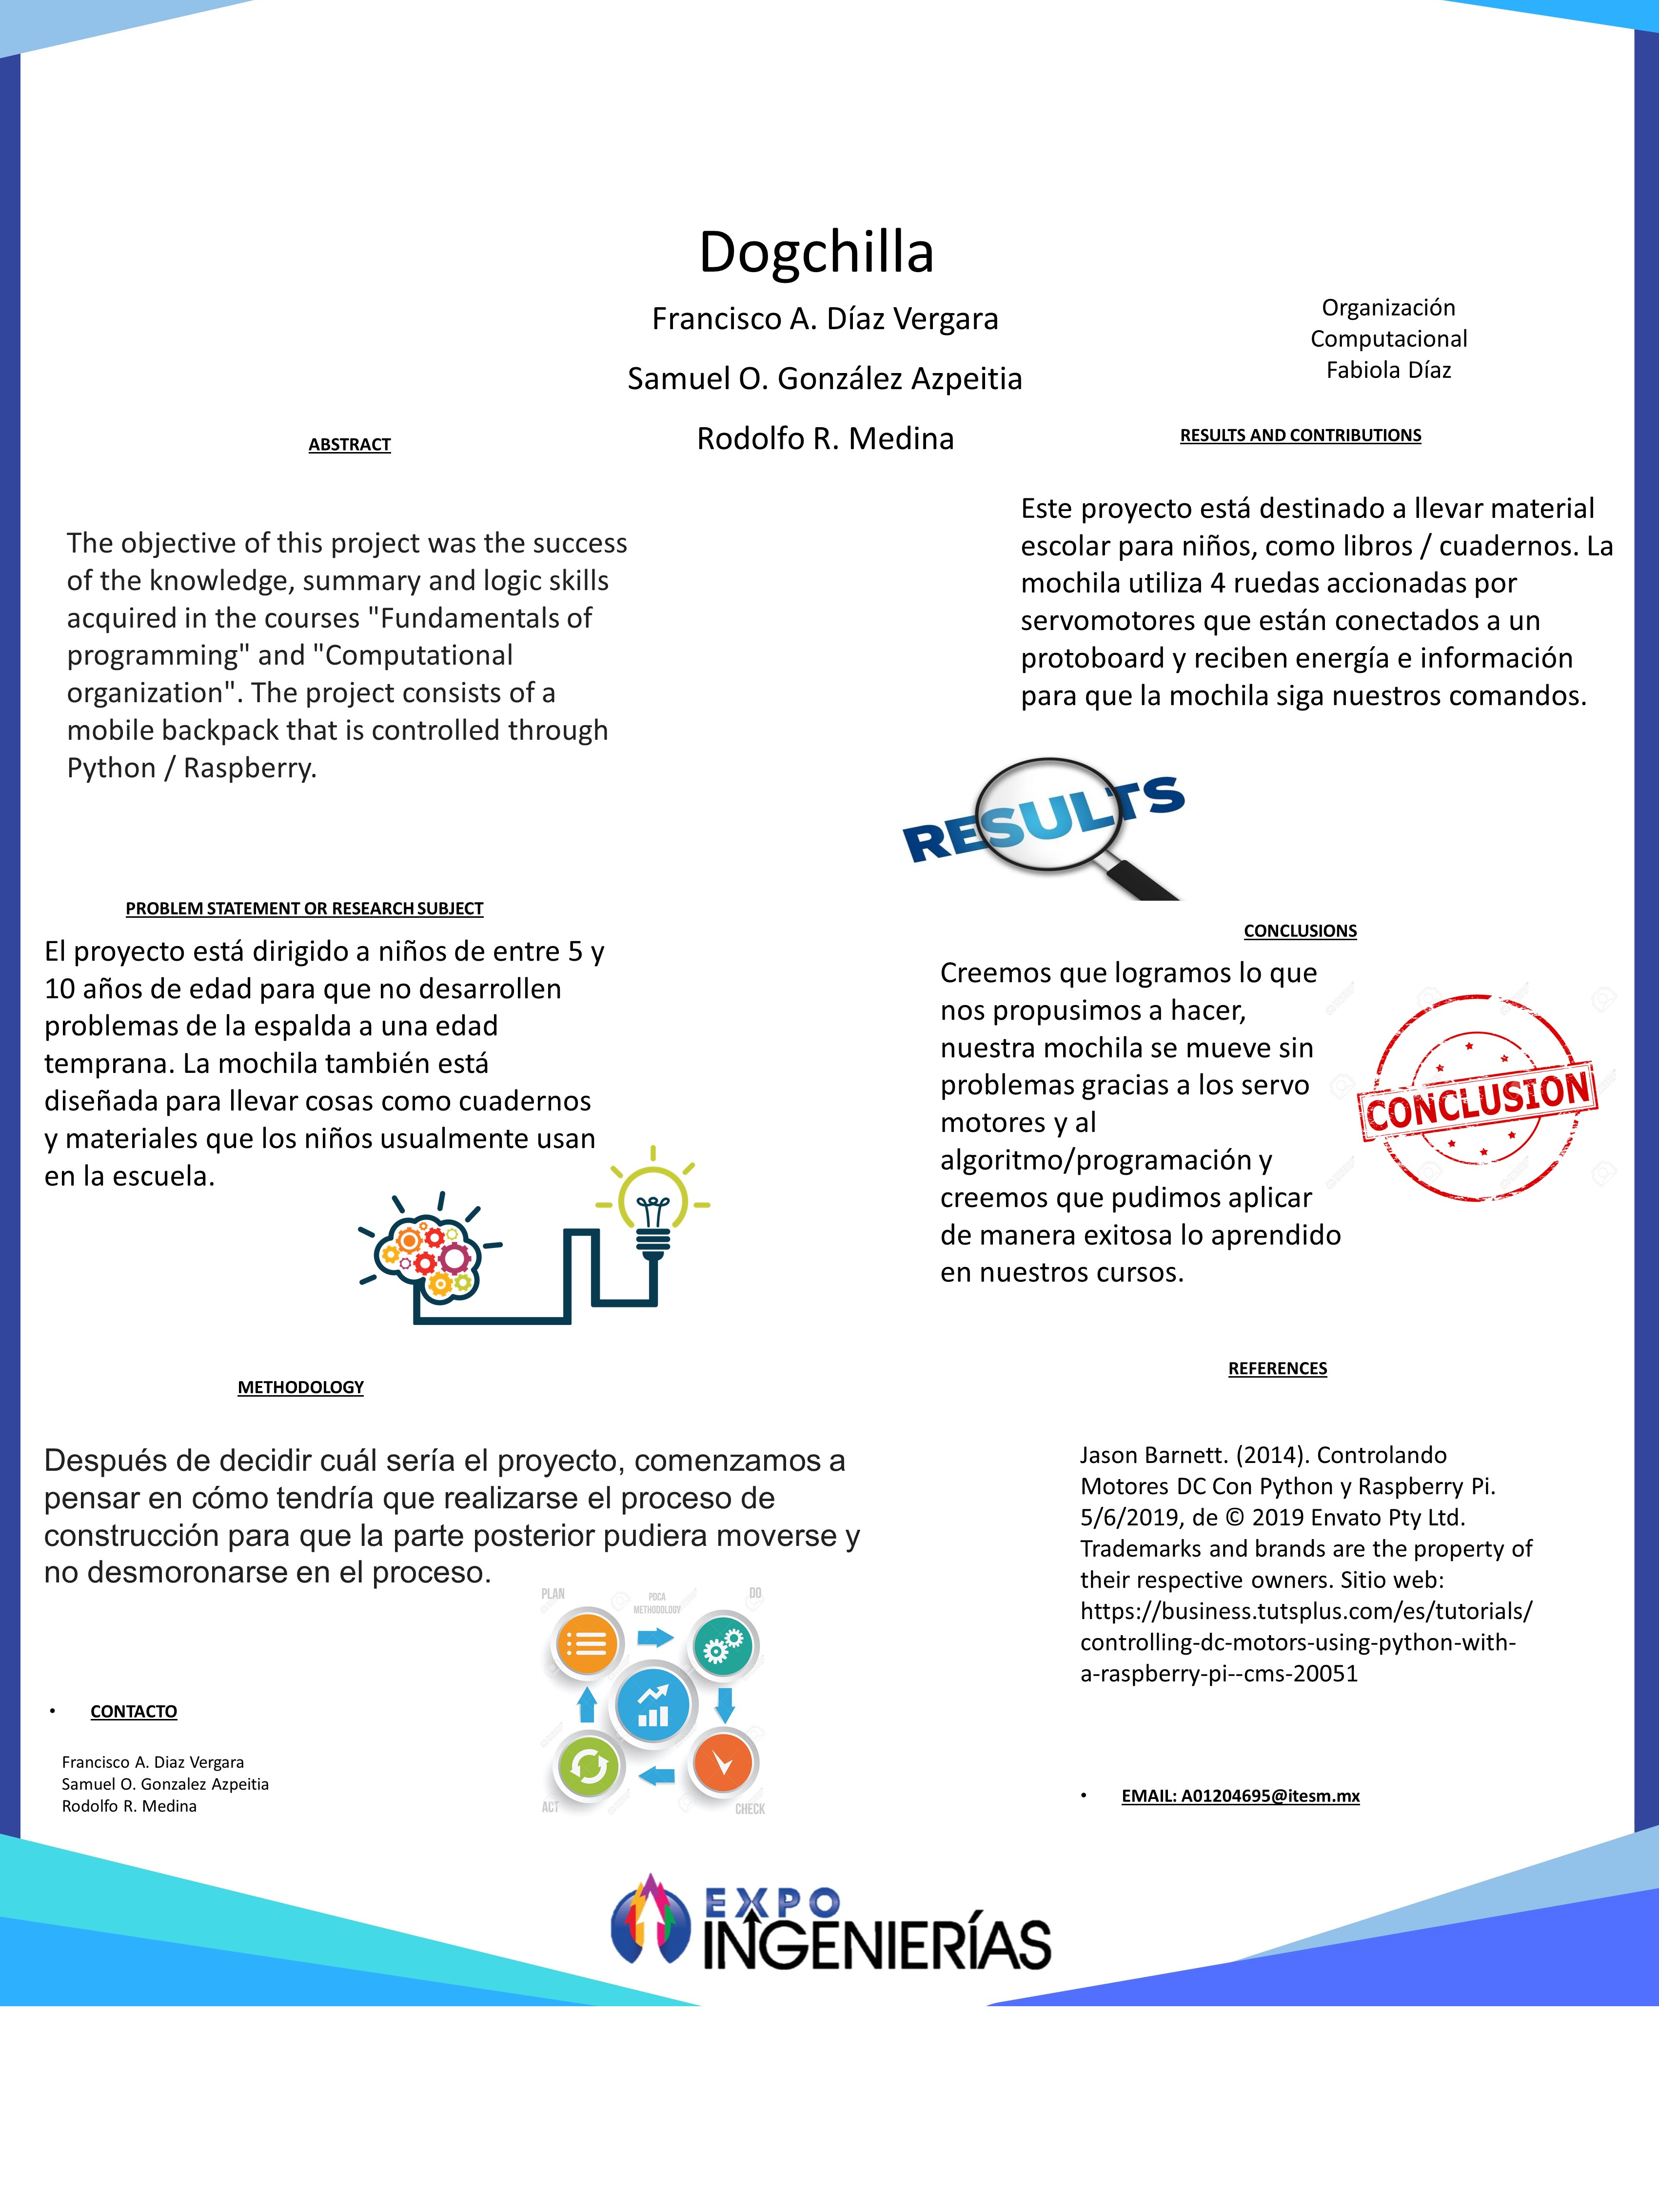 Dogchilla
Francisco A. Díaz Vergara
Samuel O. González Azpeitia
Rodolfo R. Medina
Organización
Computacional
Fabiola Díaz
ABSTRACT
The objective of this project was the success
of the knowledge, summary and logic skills
acquired in the courses "Fundamentals of
programming" and "Computational
organization". The project consists of a
mobile backpack that is controlled through
Python / Raspberry.
PROBLEM STATEMENT OR RESEARCH SUBJECT
El proyecto está dirigido a niños de entre 5 y
10 años de edad para que no desarrollen
problemas de la espalda a una edad
temprana. La mochila también está
diseñada para llevar cosas como cuadernos
y materiales que los niños usualmente usan
en la escuela.
METHODOLOGY
Después de decidir cuál sería el proyecto, comenzamos a
pensar en cómo tendría que realizarse el proceso de
construcción para que la parte posterior pudiera moverse y
no desmoronarse en el proceso.
PLAN
PDCA
METHODOLOGY
DO
ACT
CHECK
• CONTACTO
Francisco A. Diaz Vergara
Samuel O. Gonzalez Azpeitia
Rodolfo R. Medina
RESULTS AND CONTRIBUTIONS
Este proyecto está destinado a llevar material
escolar para niños, como libros / cuadernos. La
mochila utiliza 4 ruedas accionadas por
servomotores que están conectados a un
protoboard y reciben energía e información
para que la mochila siga nuestros comandos.
RESULTS
CONCLUSIONS
Creemos que logramos lo que
nos propusimos a hacer,
nuestra mochila se mueve sin
problemas gracias a los servo
motores y al
algoritmo/programación y
creemos que pudimos aplicar
de manera exitosa lo aprendido
en nuestros cursos.
CONCLUSION
REFERENCES
Jason Barnett. (2014). Controlando
Motores DC Con Python y Raspberry Pi.
5/6/2019, de © 2019 Envato Pty Ltd.
Trademarks and brands are the property of
their respective owners. Sitio web:
https://business.tutsplus.com/es/tutorials/
controlling-dc-motors-using-python-with-
a-raspberry-pi--cms-20051
• EMAIL: A01204695@itesm.mx
EXPO
INGENIERÍAS